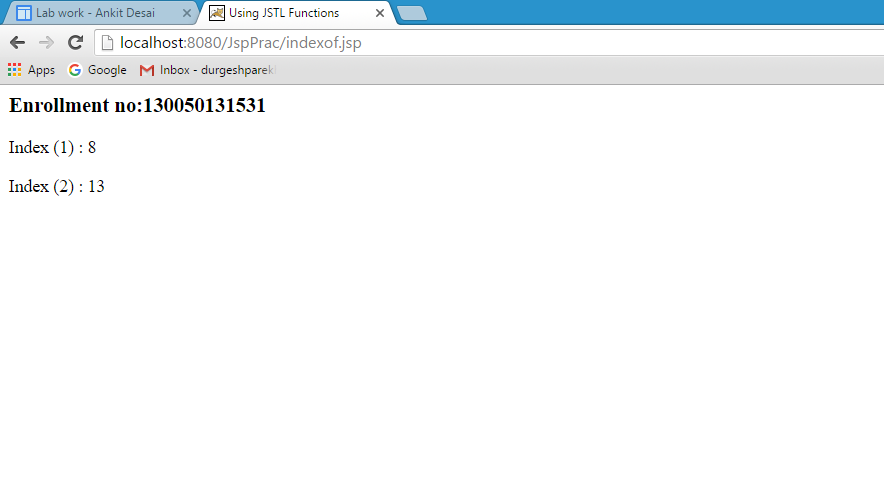 Lab work - Ankit Desai
Using JSTL Functions
localhost:8080/JspPrac/indexof.jsp
Apps Google Inbox - durgeshparek
Enrollment no:130050131531
Index (1) : 8
Index (2) : 13